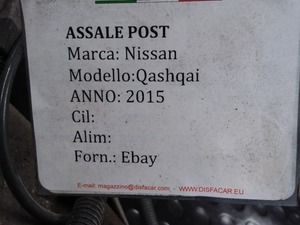 ASSALE POST
Marca: Nissan
Modello:Qashqai
ANNO: 2015
Cil:
Alim:
Forn.: Ebay
E-mail: magazzino@disfacar.com - WWW.DISFACAR.EU